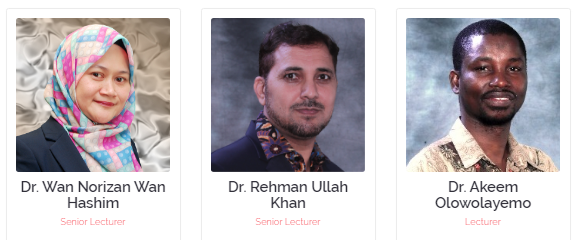 Dr. Wan Norizan Wan
Hashim
Senior Lecturer
Dr. Rehman Ullah
Khan
Senior Lecturer
Dr. Akeem
Olowolayemo
Lecturer